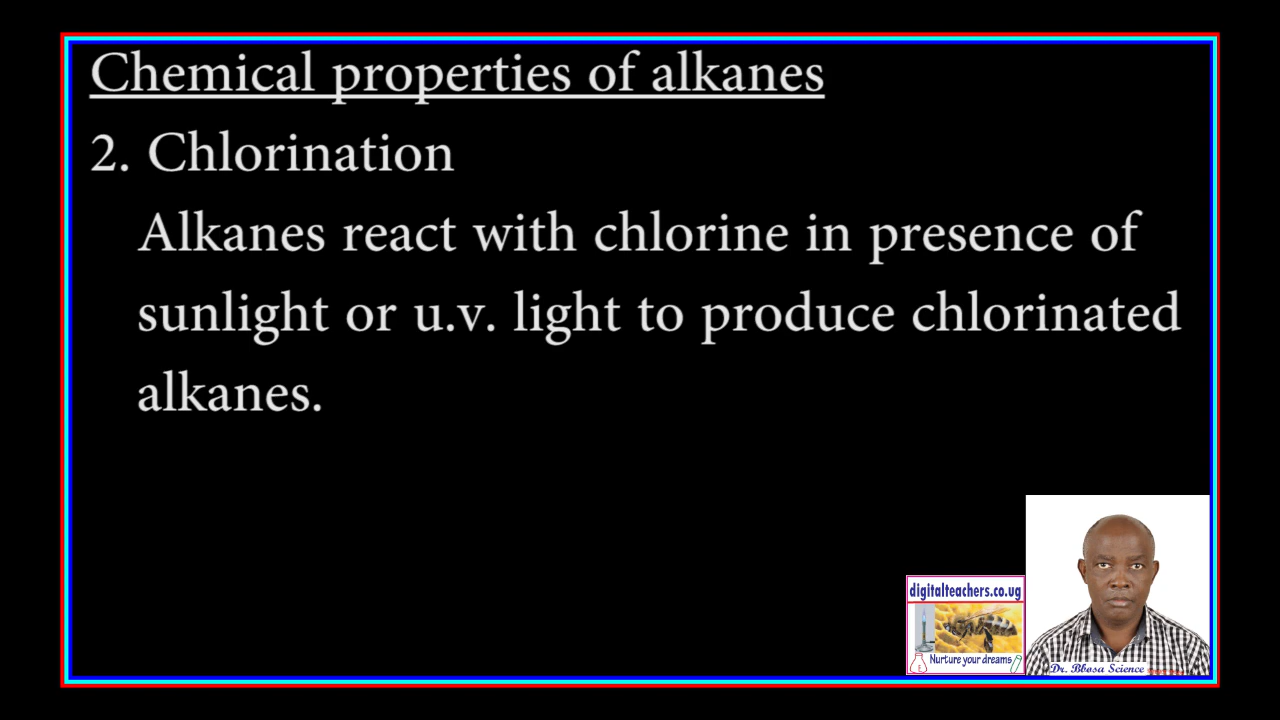 Chemical properties of alkanes
2. Chlorination
Alkanes react with chlorine in presence of
sunlight or u.v. light to produce chlorinated
alkanes.
digitalteachers.co.ug
Nurture your dreams
Dr. Bbosa Science